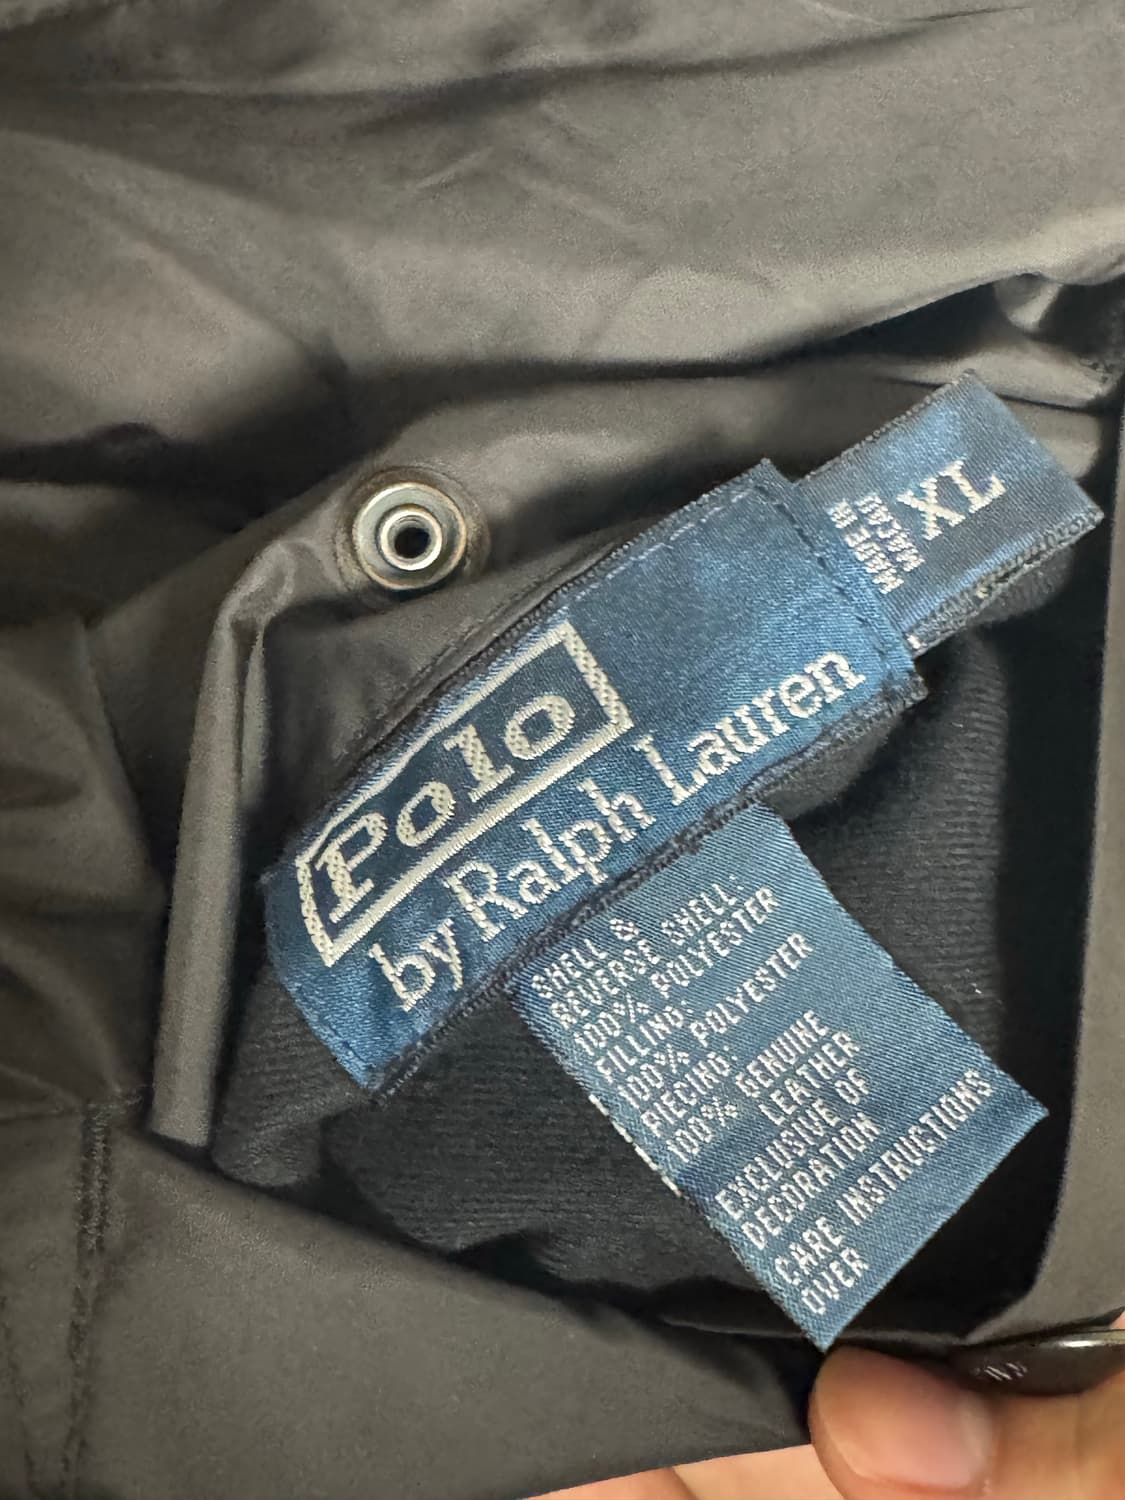 Polo
by Ralph Lauren
MADE IN
MACAU
XL
SHELL &
REVERSE SHELL:
100% POLYESTER
FILLING:
100% POLYESTER
PIECING:
100% GENUINE
LEATHER
EXCLUSIVE OF
DECORATION
CARE INSTRUCTIONS
OVER